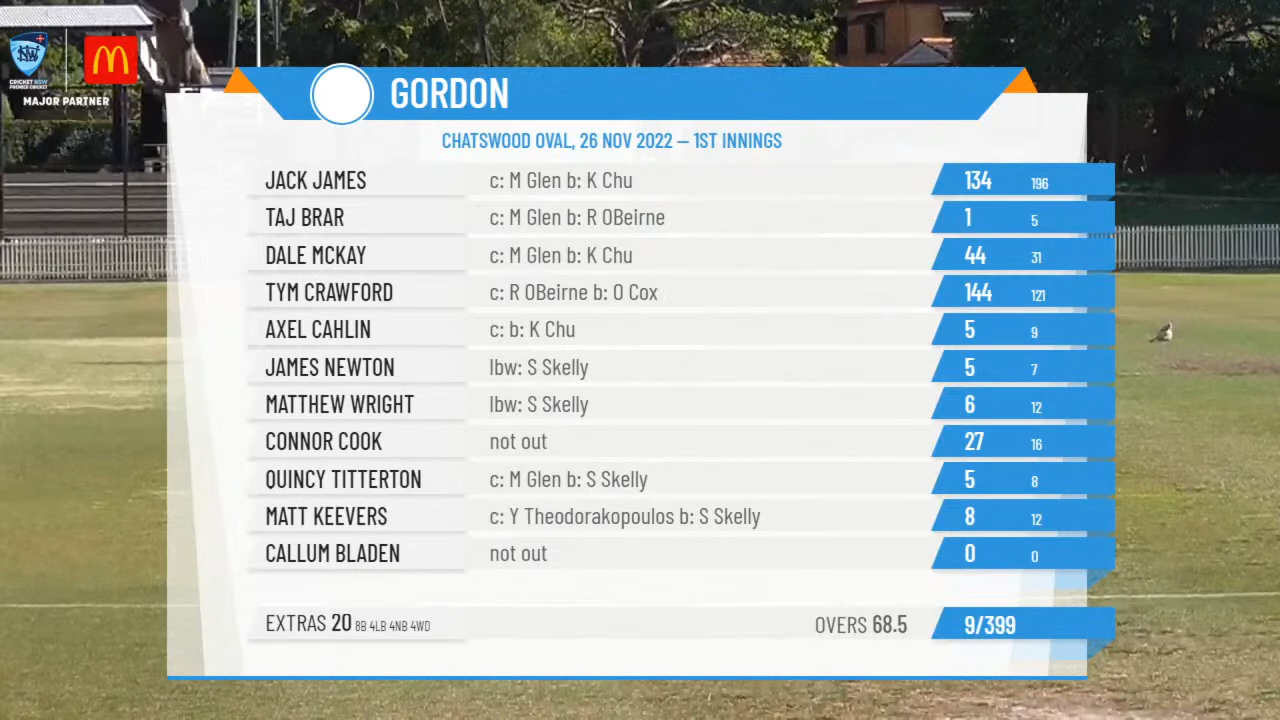 CRICKET NSW
PREMIER CRICKET
MAJOR PARTNER
GORDON
CHATSWOOD OVAL, 26 NOV 2022 – 1ST INNINGS
JACK JAMES c: M Glen b: K Chu 134 196
TAJ BRAR c: M Glen b: R OBeirne 1 5
DALE MCKAY c: M Glen b: K Chu 44 31
TYM CRAWFORD c: R OBeirne b: O Cox 144 121
AXEL CAHLIN c: b: K Chu 5 9
JAMES NEWTON lbw: S Skelly 5 7
MATTHEW WRIGHT lbw: S Skelly 6 12
CONNOR COOK not out 27 16
QUINCY TITTERTON c: M Glen b: S Skelly 5 8
MATT KEEVERS c: Y Theodorakopoulos b: S Skelly 8 12
CALLUM BLADEN not out 0 0
EXTRAS 20 8B 4LB 4NB 4WD OVERS 68.5 9/399